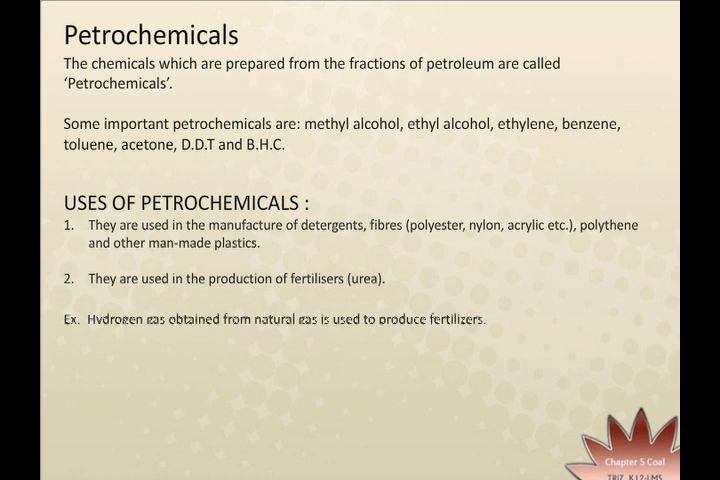 Petrochemicals
The chemicals which are prepared from the fractions of petroleum are called
‘Petrochemicals’.
Some important petrochemicals are: methyl alcohol, ethyl alcohol, ethylene, benzene,
toluene, acetone, D.D.T and B.H.C.
USES OF PETROCHEMICALS :
1. They are used in the manufacture of detergents, fibres (polyester, nylon, acrylic etc.), polythene
and other man-made plastics.
2. They are used in the production of fertilisers (urea).
Ex. Hydrogen gas obtained from natural gas is used to produce fertilizers.
Chapter 5 Coal